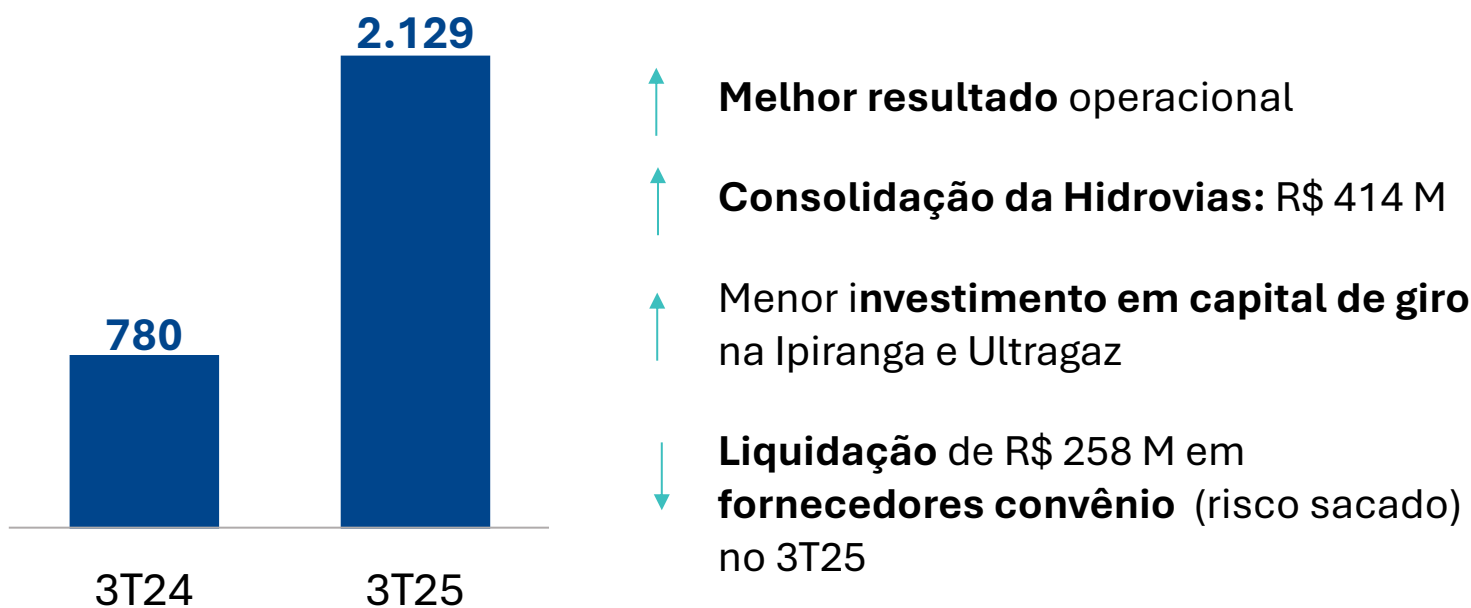 2.129
780
3T24
3T25
Melhor resultado operacional
Consolidação da Hidrovias: R$ 414 M
Menor investimento em capital de giro
na Ipiranga e Ultragaz
Liquidação de R$ 258 M em
fornecedores convênio (risco sacado)
no 3T25